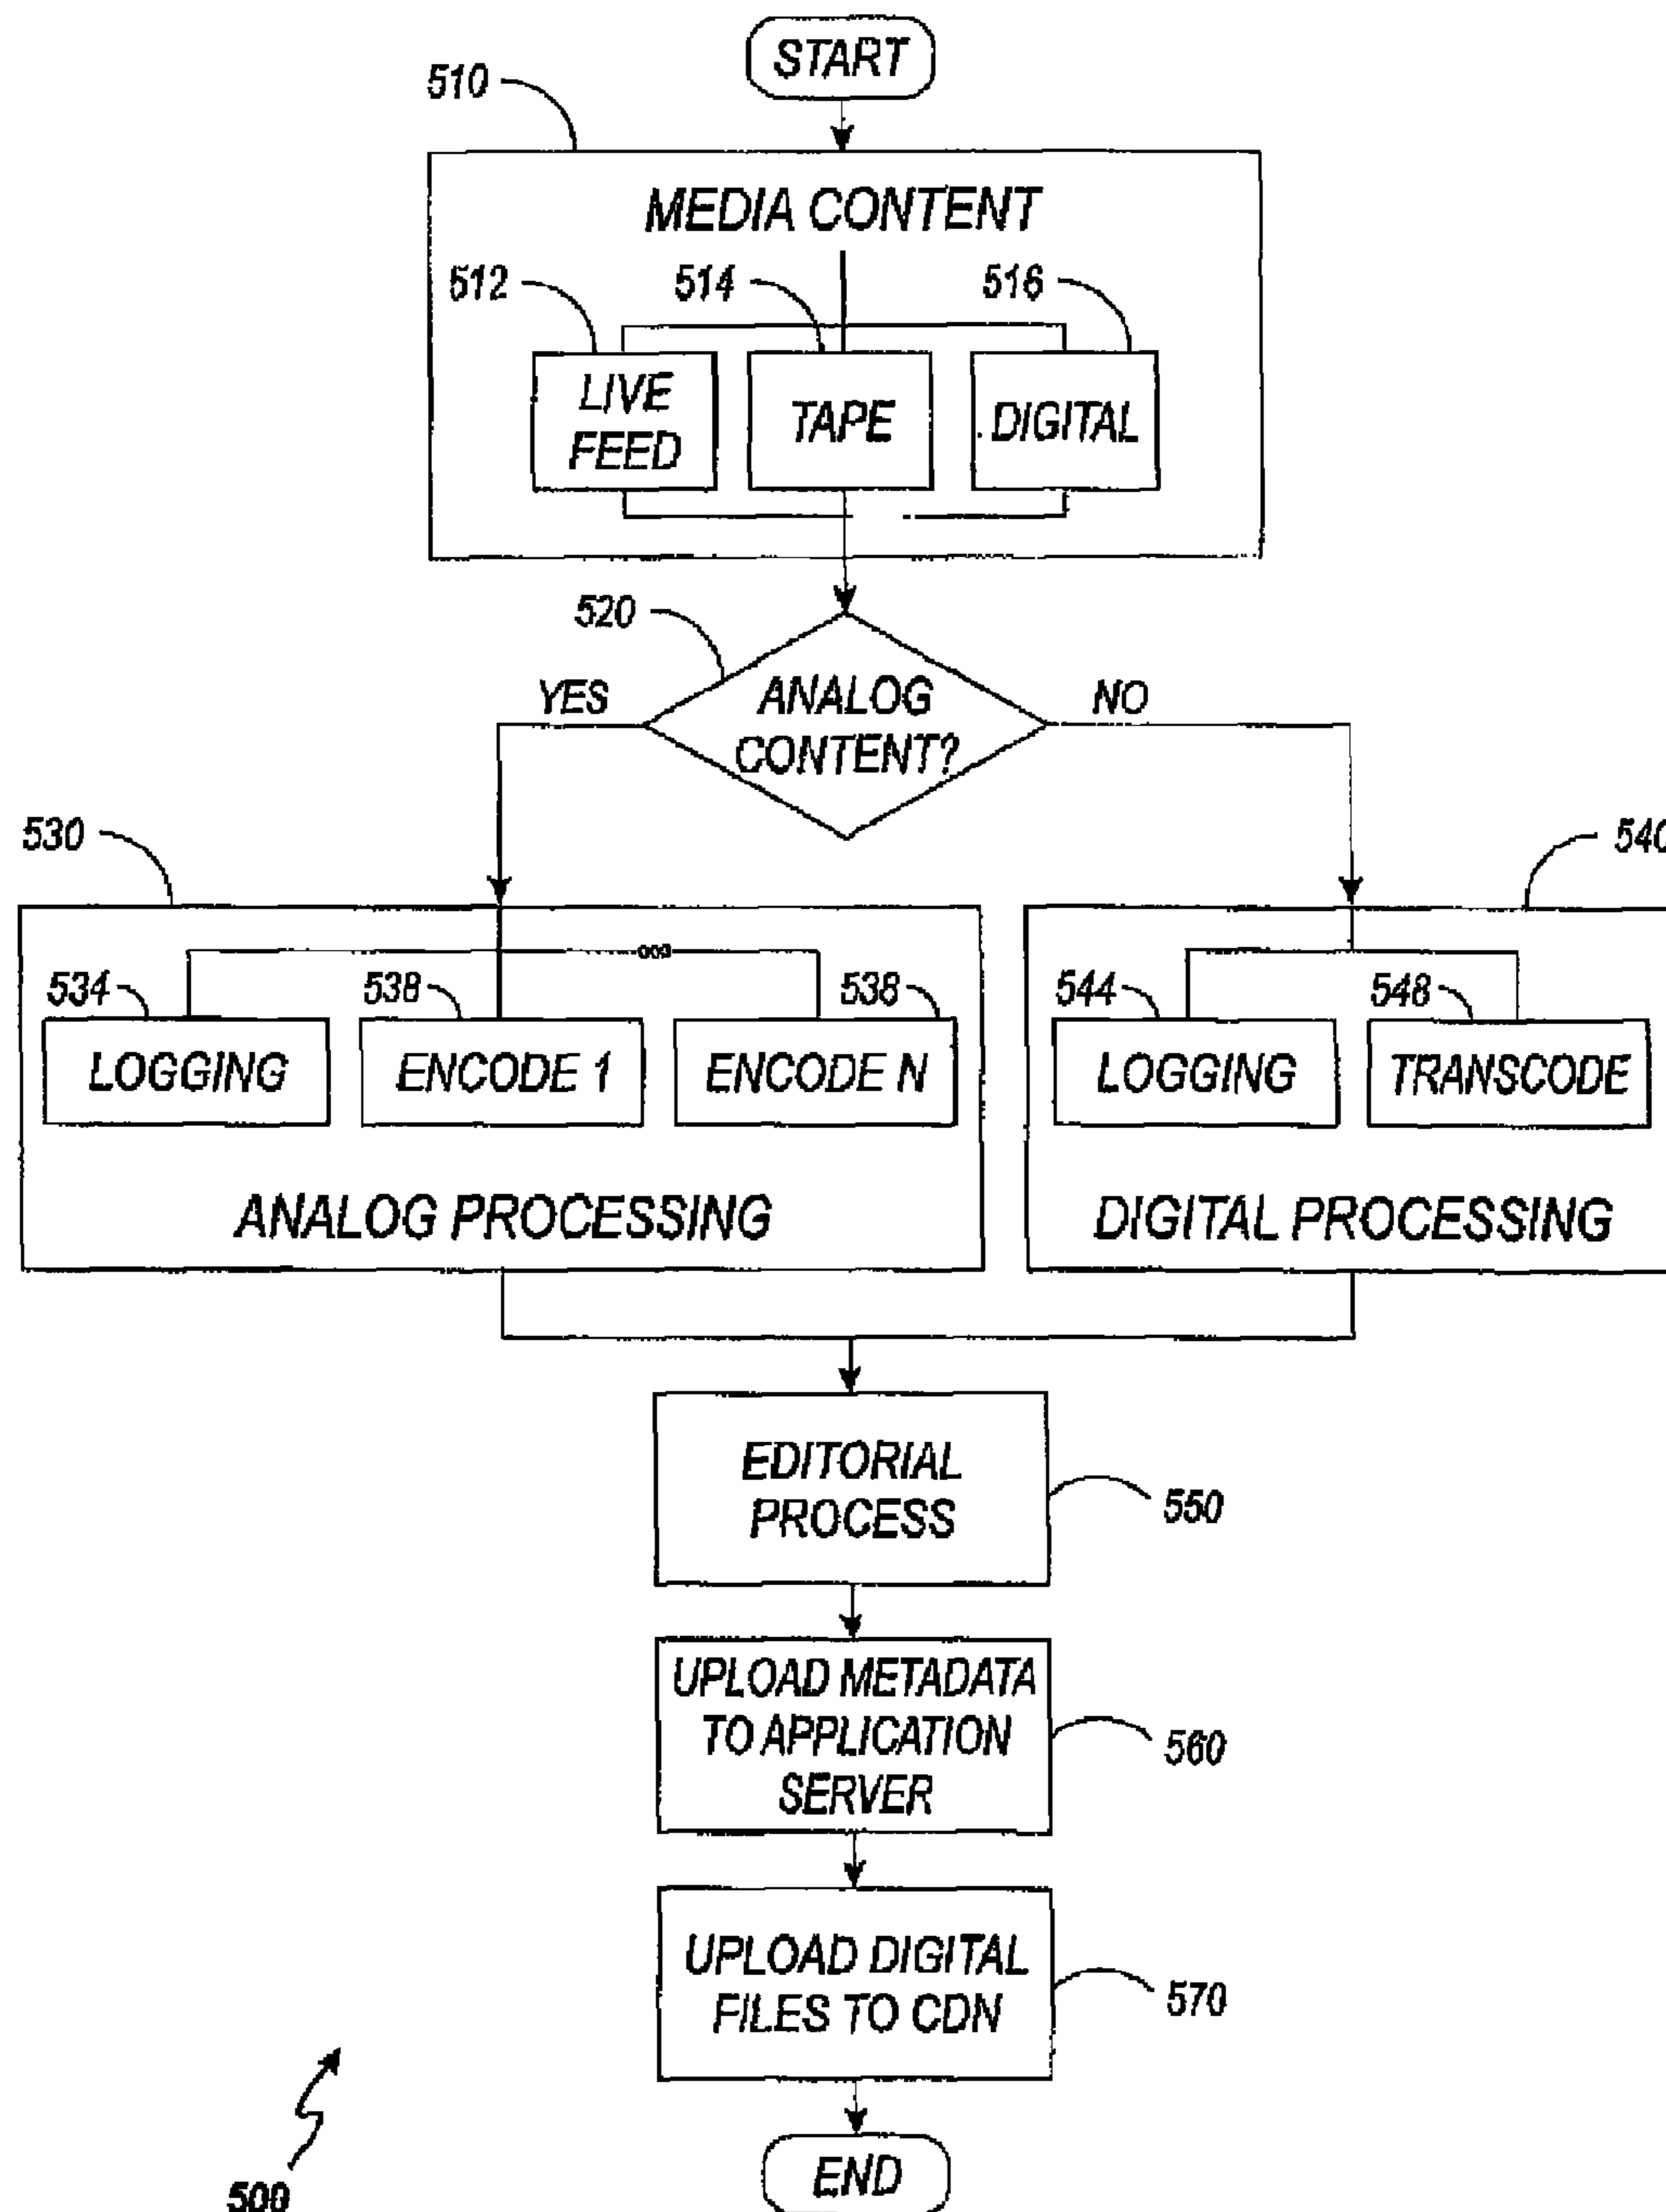 START
510
MEDIA CONTENT
512
514
516
LIVE
FEED
TAPE
DIGITAL
520
YES
ANALOG
CONTENT?
NO
530
540
534
538
538
544
548
LOGGING
ENCODE 1
ENCODE N
LOGGING
TRANSCODE
ANALOG PROCESSING
DIGITAL PROCESSING
EDITORIAL
PROCESS
550
UPLOAD METADATA
TO APPLICATION
SERVER
560
UPLOAD DIGITAL
FILES TO CDN
570
END
500